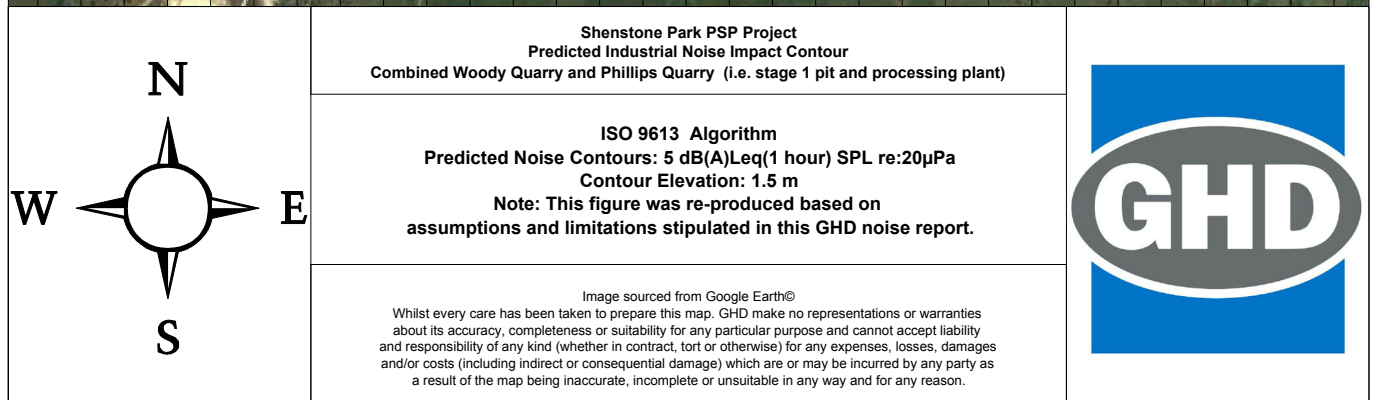 N
W
E
S
Shenstone Park PSP Project
Predicted Industrial Noise Impact Contour
Combined Woody Quarry and Phillips Quarry (i.e. stage 1 pit and processing plant)
ISO 9613 Algorithm
Predicted Noise Contours: 5 dB(A)Leq(1 hour) SPL re:20µPa
Contour Elevation: 1.5 m
Note: This figure was re-produced based on
assumptions and limitations stipulated in this GHD noise report.
Image sourced from Google Earth©
Whilst every care has been taken to prepare this map. GHD make no representations or warranties
about its accuracy, completeness or suitability for any particular purpose and cannot accept liability
and responsibility of any kind (whether in contract, tort or otherwise) for any expenses, losses, damages
and/or costs (including indirect or consequential damage) which are or may be incurred by any party as
a result of the map being inaccurate, incomplete or unsuitable in any way and for any reason.
GHD